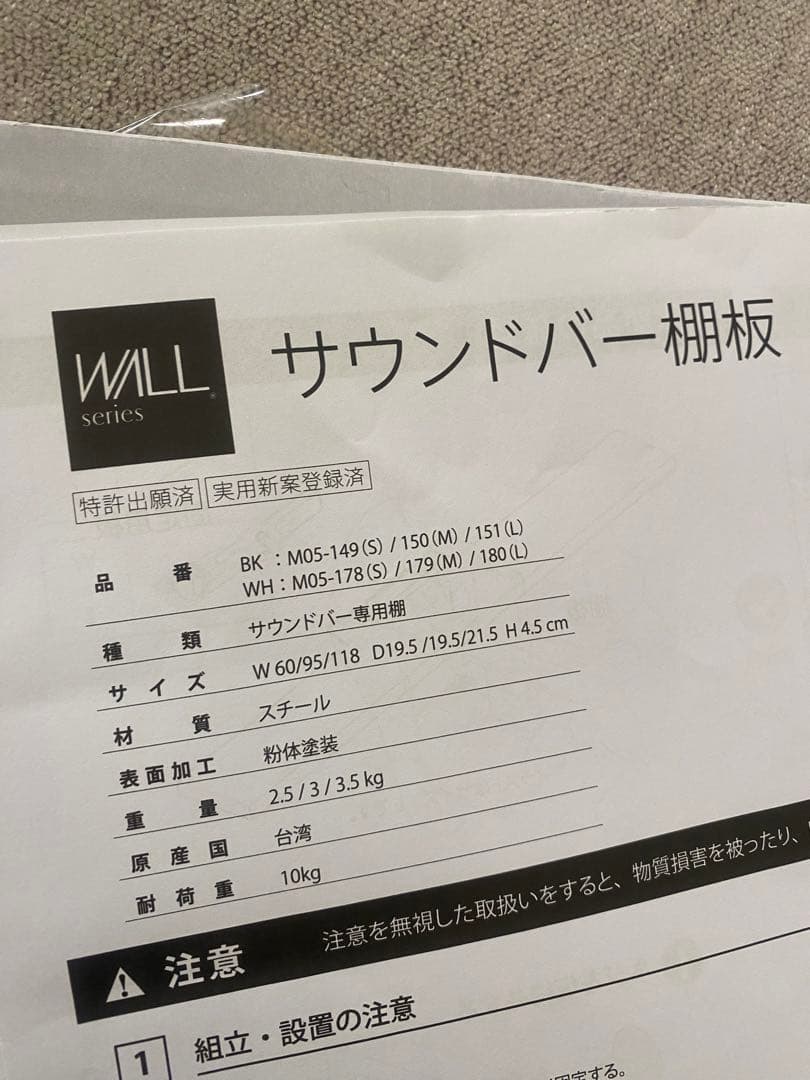 WALL
series
サウンドバー棚板
特許出願済 実用新案登録済
品番 BK : M05-149(S) / 150(M) / 151(L)
WH : M05-178(S) / 179(M) / 180(L)
種類 サウンドバー専用棚
サイズ W 60/95/118 D19.5 /19.5/21.5 H 4.5 cm
材質 スチール
表面加工 粉体塗装
重量 2.5 / 3 / 3.5 kg
原産国 台湾
耐荷重 10kg
注意 注意を無視した取扱いをすると、物質損害を被ったり、
1 組立・設置の注意
固定する。